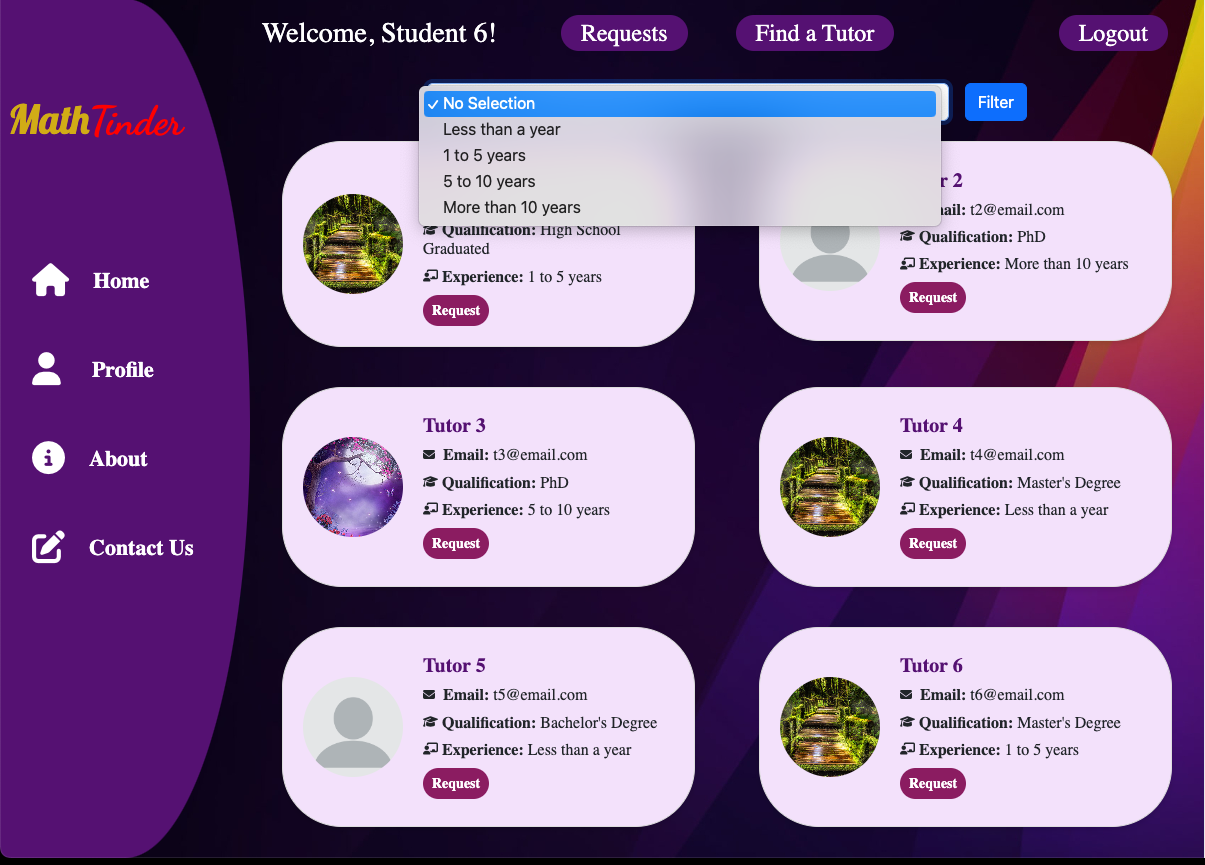 Welcome, Student 6!
Requests
Find a Tutor
Logout
MathTinder
Home
Profile
About
Contact Us
✓ No Selection
Less than a year
1 to 5 years
5 to 10 years
More than 10 years
Filter
Qualification: High School
Graduated
Experience: 1 to 5 years
Request
r 2
ail: t2@email.com
Qualification: PhD
Experience: More than 10 years
Request
Tutor 3
Email: t3@email.com
Qualification: PhD
Experience: 5 to 10 years
Request
Tutor 4
Email: t4@email.com
Qualification: Master's Degree
Experience: Less than a year
Request
Tutor 5
Email: t5@email.com
Qualification: Bachelor's Degree
Experience: Less than a year
Request
Tutor 6
Email: t6@email.com
Qualification: Master's Degree
Experience: 1 to 5 years
Request